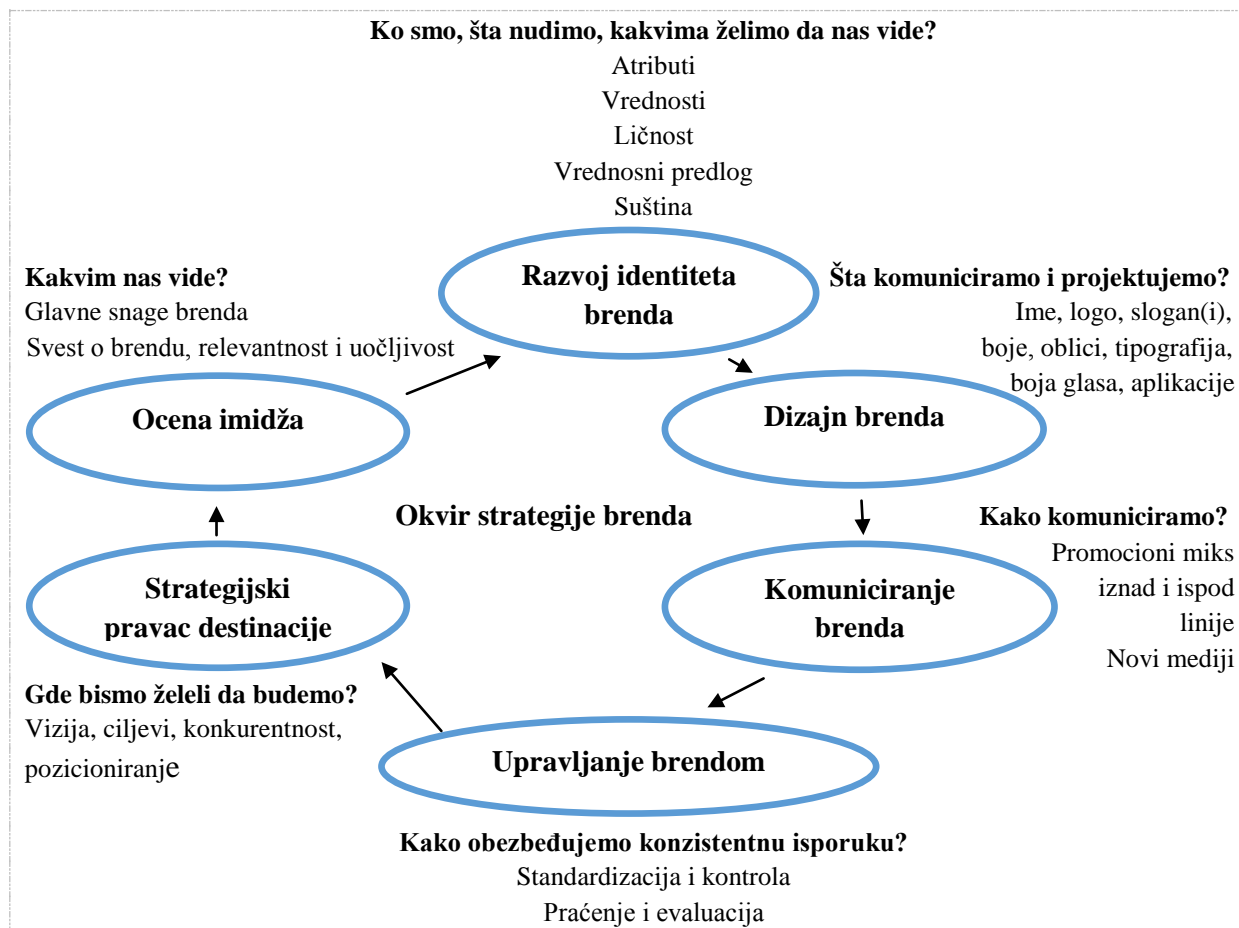 Ko smo, šta nudimo, kakvima želimo da nas vide?
Atributi
Vrednosti
Ličnost
Vrednosni predlog
Suština
Razvoj identiteta
brenda
Kakvim nas vide?
Glavne snage brenda
Svest o brendu, relevantnost i uočljivost
Šta komuniciramo i projektujemo?
Ime, logo, slogan(i),
boje, oblici, tipografija,
boja glasa, aplikacije
Ocena imidža
Dizajn brenda
Okvir strategije brenda
Kako komuniciramo?
Promocioni miks
iznad i ispod
linije
Novi mediji
Strategijski
pravac destinacije
Komuniciranje
brenda
Gde bismo želeli da budemo?
Vizija, ciljevi, konkurentnost,
pozicioniranje
Upravljanje brendom
Kako obezbeđujemo konzistentnu isporuku?
Standardizacija i kontrola
Praćenje i evaluacija